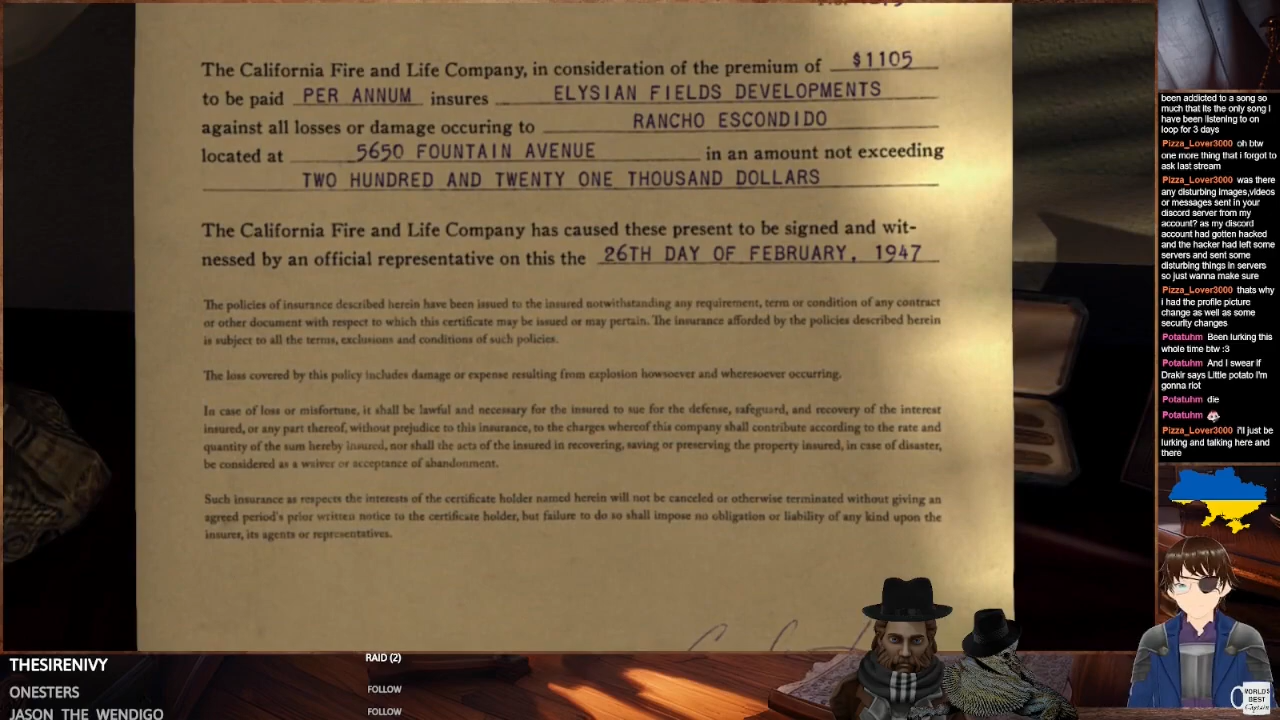 The California Fire and Life Company, in consideration of the premium of $1105
to be paid PER ANNUM insures ELYSIAN FIELDS DEVELOPMENTS
against all losses or damage occuring to RANCHO ESCONDIDO
located at 5650 FOUNTAIN AVENUE in an amount not exceeding
TWO HUNDRED AND TWENTY ONE THOUSAND DOLLARS
The California Fire and Life Company has caused these present to be signed and wit-
nessed by an official representative on this the 26TH DAY OF FEBRUARY, 1947
The policies of insurance described herein have been issued to the insured notwithstanding any requirement, term or condition of any contract
or other document with respect to which this certificate may be issued or may pertain. The insurance afforded by the policies described herein
is subject to all the terms, exclusions and conditions of such policies.
The loss covered by this policy includes damage or expense resulting from explosion howsoever and wheresoever occurring.
In case of loss or misfortune, it shall be lawful and necessary for the insured to sue for the defense, safeguard, and recovery of the interest
insured, or any part thereof, without prejudice to this insurance, to the charges whereof this company shall contribute according to the rate and
quantity of the sum hereby insured, nor shall the acts of the insured in recovering, saving or preserving the property insured, in case of disaster,
be considered as a waiver or acceptance of abandonment.
Such insurance as respects the interests of the certificate holder named herein will not be canceled or otherwise terminated without giving an
agreed period's prior written notice to the certificate holder, but failure to do so shall impose no obligation or liability of any kind upon the
insurer, its agents or representatives.
been addicted to a song so
much that its the only song i
have been listening to on
loop for 3 days
Pizza_Lover3000 oh btw
one more thing that i forgot to
ask last stream
Pizza_Lover3000 was there
any disturbing images,videos
or messages sent in your
discord server from my
account? as my discord
account had gotten hacked
and the hacker had left some
servers and sent some
disturbing things in servers
so just wanna make sure
Pizza_Lover3000 thats why
i had the profile picture
change as well as some
security changes
Potatuhm Been lurking this
whole time btw :3
Potatuhm And I swear if
Drakir says Little potato I'm
gonna riot
Potatuhm die
Potatuhm
Pizza_Lover3000 i'll just be
lurking and talking here and
there
THESIRENIVY RAID (2)
ONESTERS FOLLOW
JASON_THE_WENDIGO FOLLOW
WORLD'S
BEST
Captain